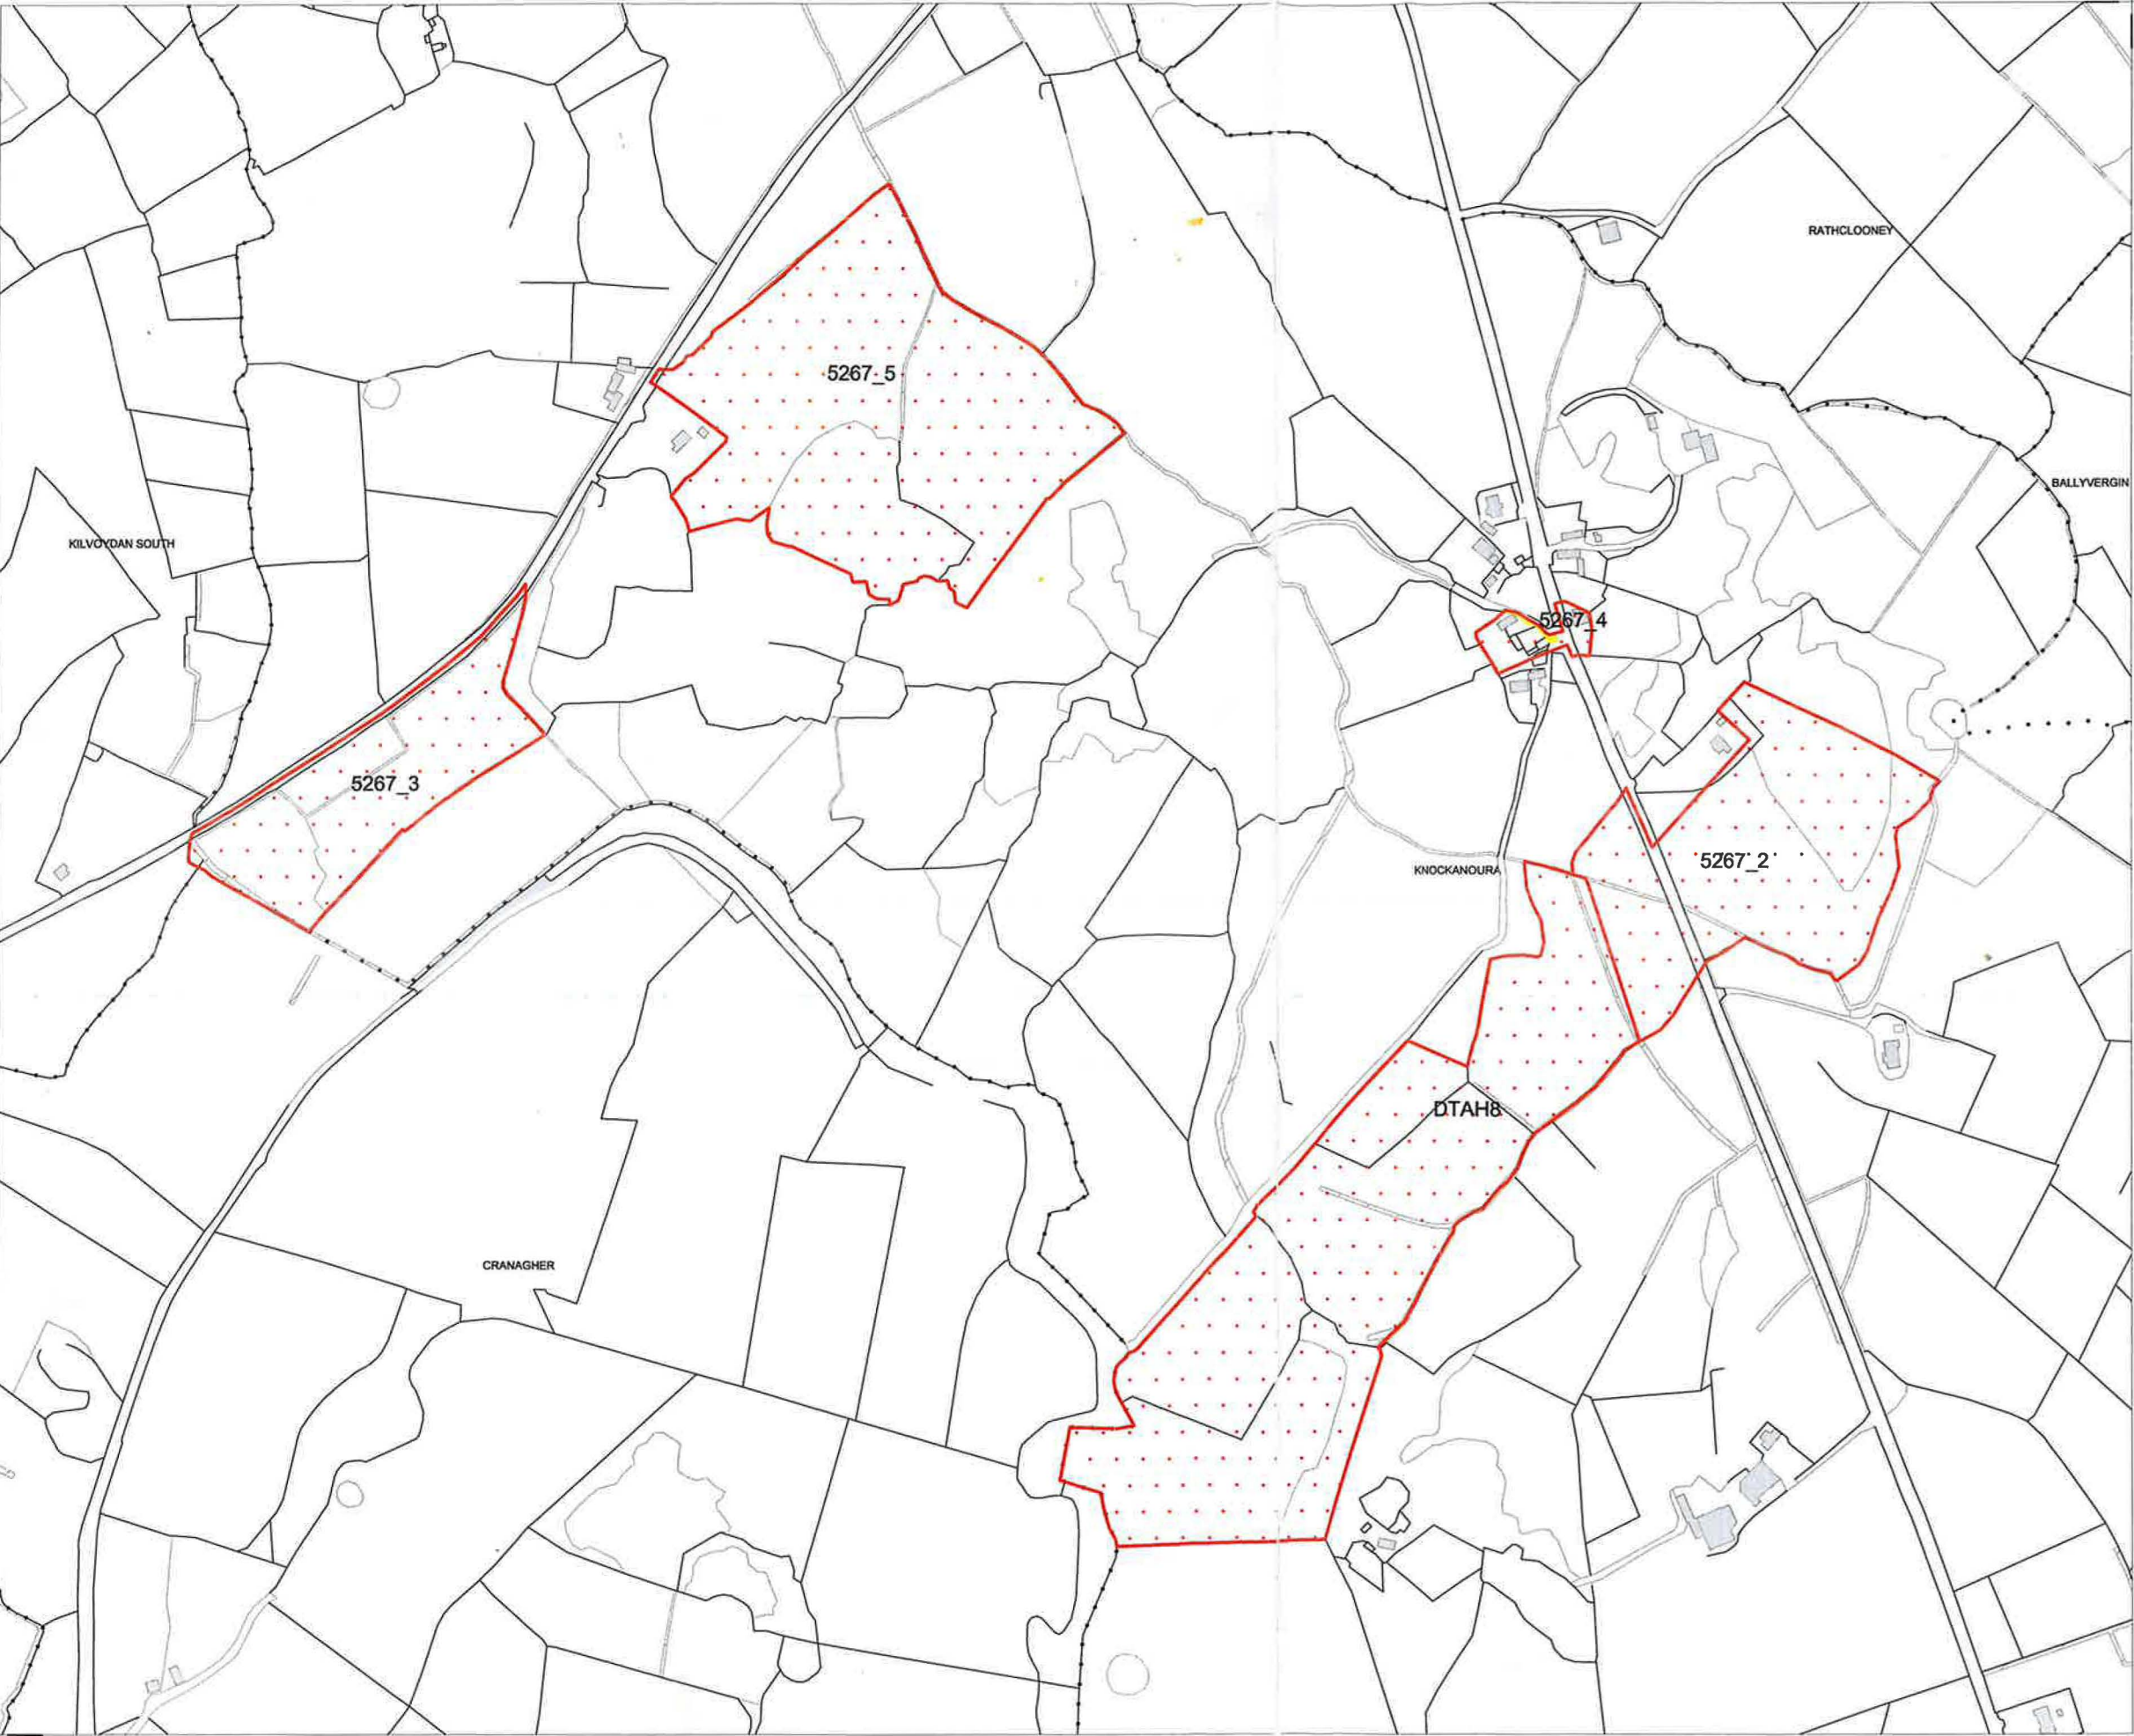 RATHCLOONEY
5267_5
BALLYVERGIN
KILVOYDAN SOUTH
5267_4
5267_3
5267_2
KNOCKANOURA
DTAH8
CRANAGHER